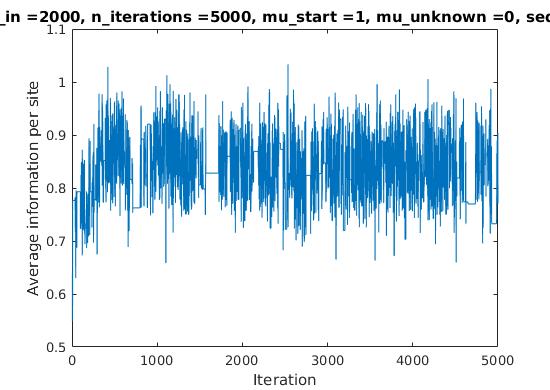 _in =2000, n_iterations =5000, mu_start =1, mu_unknown =0, sec
1.1
1
0.9
0.8
0.7
0.6
0.5
Average information per site
0 1000 2000 3000 4000 5000
Iteration